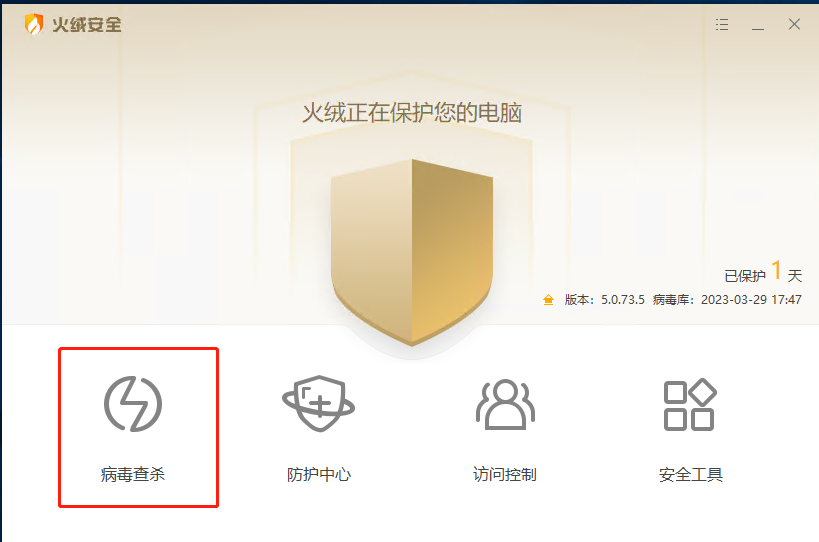 火绒安全
火绒正在保护您的电脑
已保护 1 天
版本：5.0.73.5 病毒库：2023-03-29 17:47
病毒查杀 防护中心 访问控制 安全工具